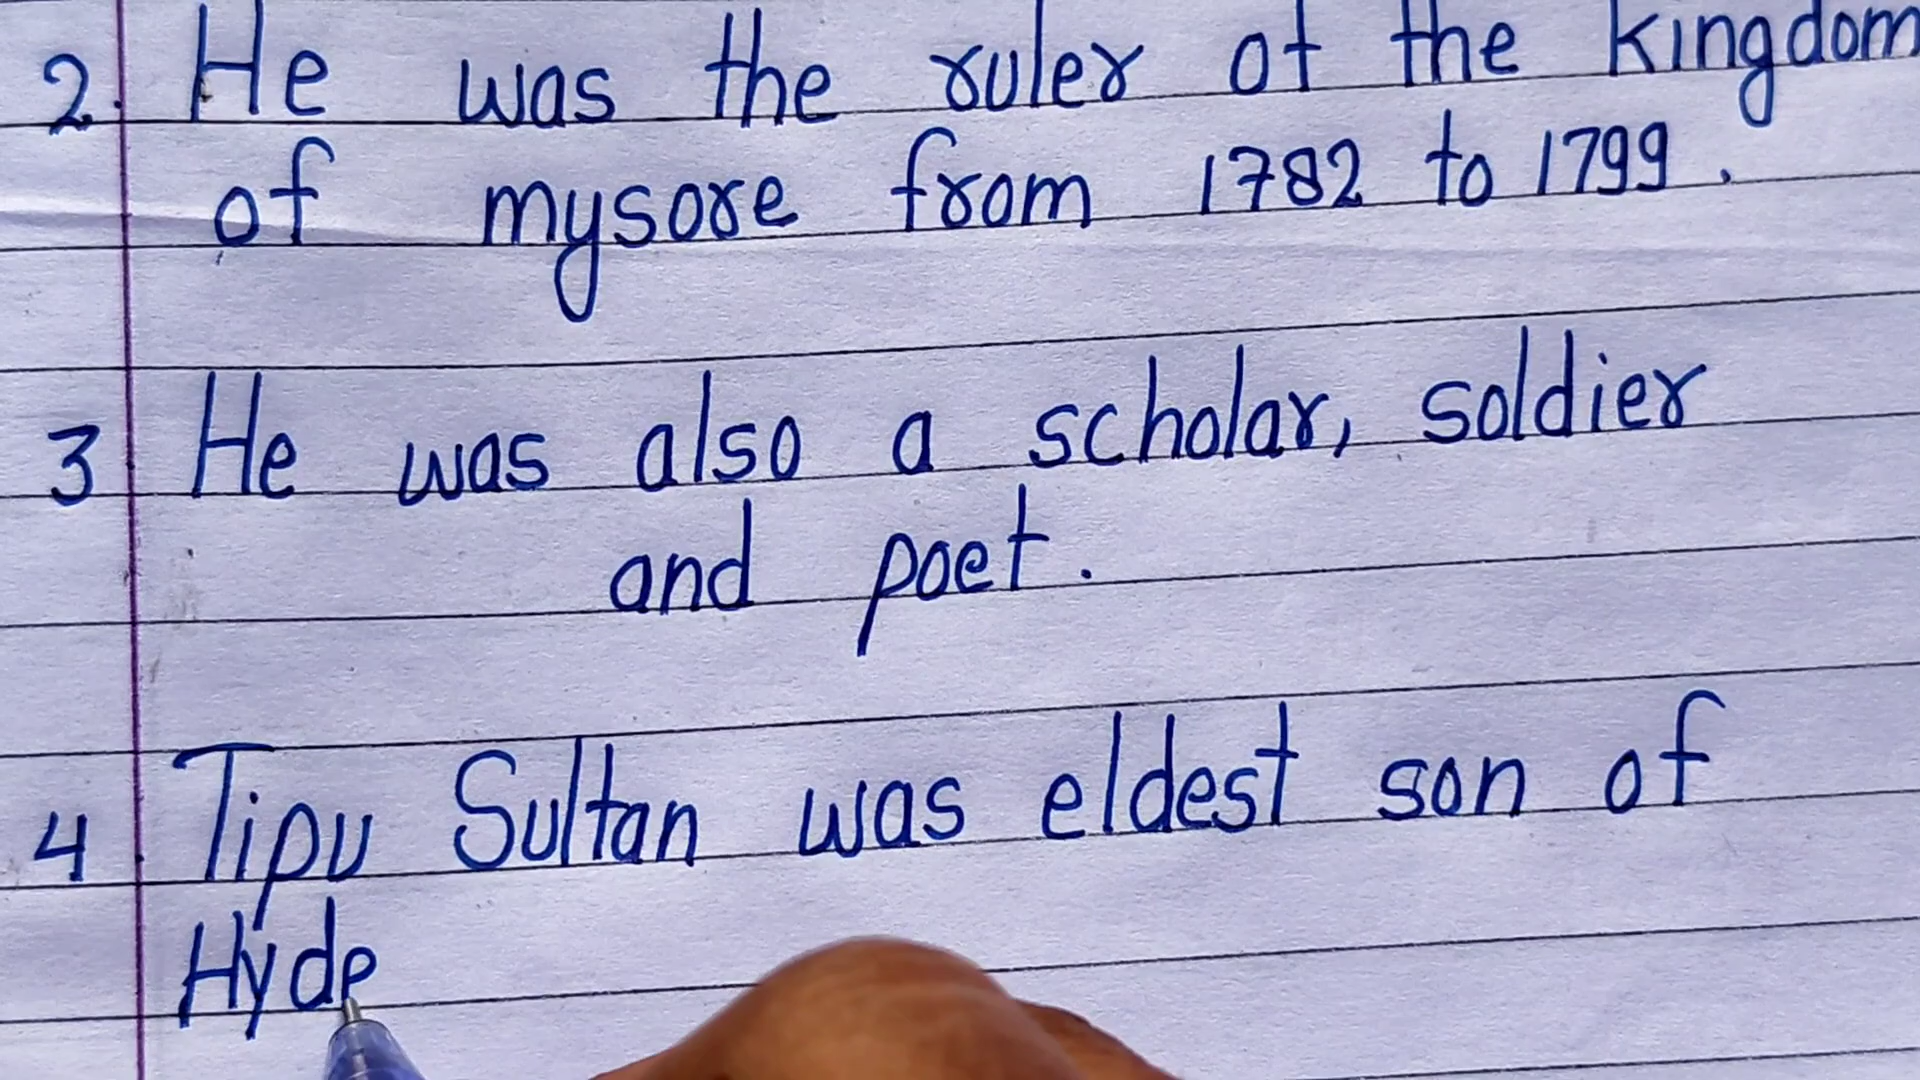 2. He was the ruler of the kingdom
of mysore from 1782 to 1799.
3 He was also a scholar, soldier
and poet.
4 Tipu Sultan was eldest son of
Hyde